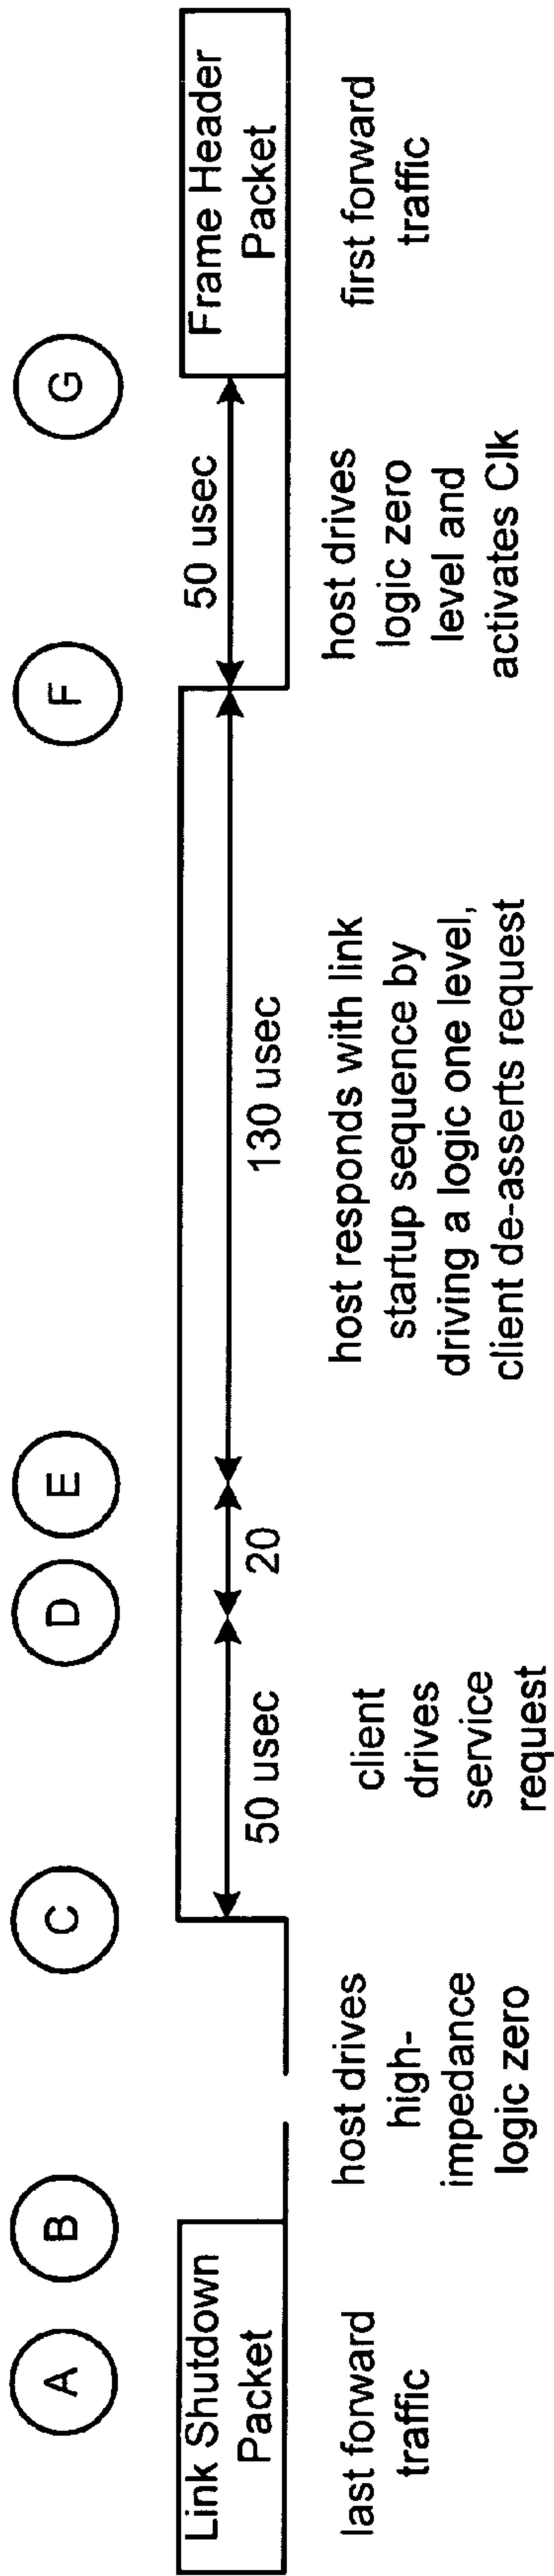 A
B
C
D
E
F
G
Link Shutdown
Packet
50 usec
20
130 usec
50 usec
Frame Header
Packet
last forward
traffic
host drives
high-
impedance
logic zero
client
drives
service
request
host responds with link
startup sequence by
driving a logic one level,
client de-asserts request
host drives
logic zero
level and
activates Clk
first forward
traffic